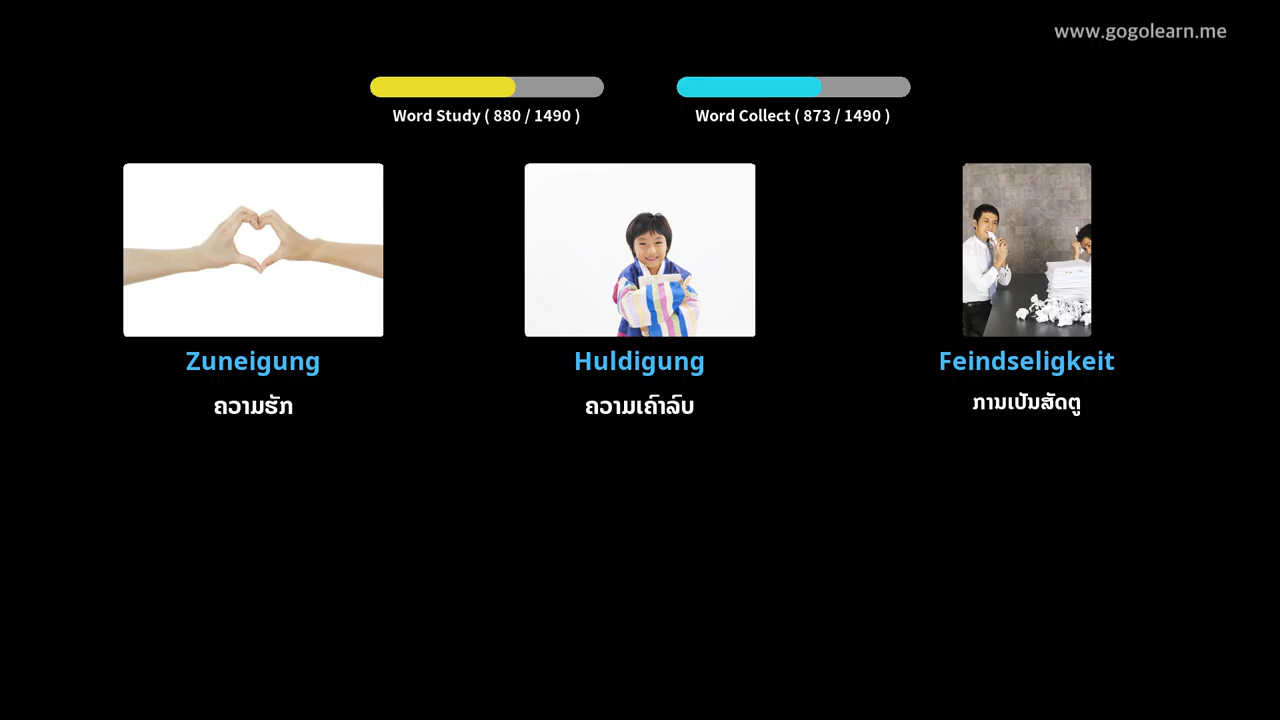 www.gogolearn.me
Word Study ( 880 / 1490 )
Word Collect ( 873 / 1490 )
Zuneigung
ຄວາມຮັກ
Huldigung
ຄວາມເຄົາລົບ
Feindseligkeit
ການເປັນສັດຕູ